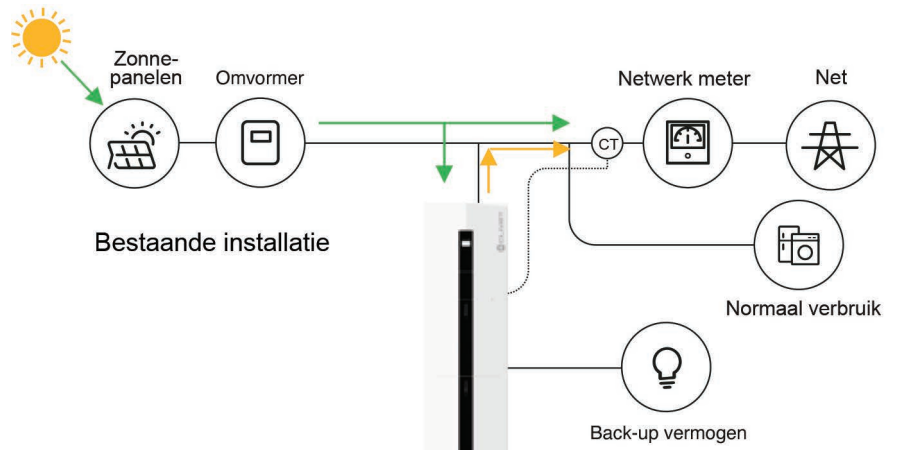 Zonne-
panelen
Omvormer
Netwerk meter
Net
CT
Bestaande installatie
Normaal verbruik
Back-up vermogen